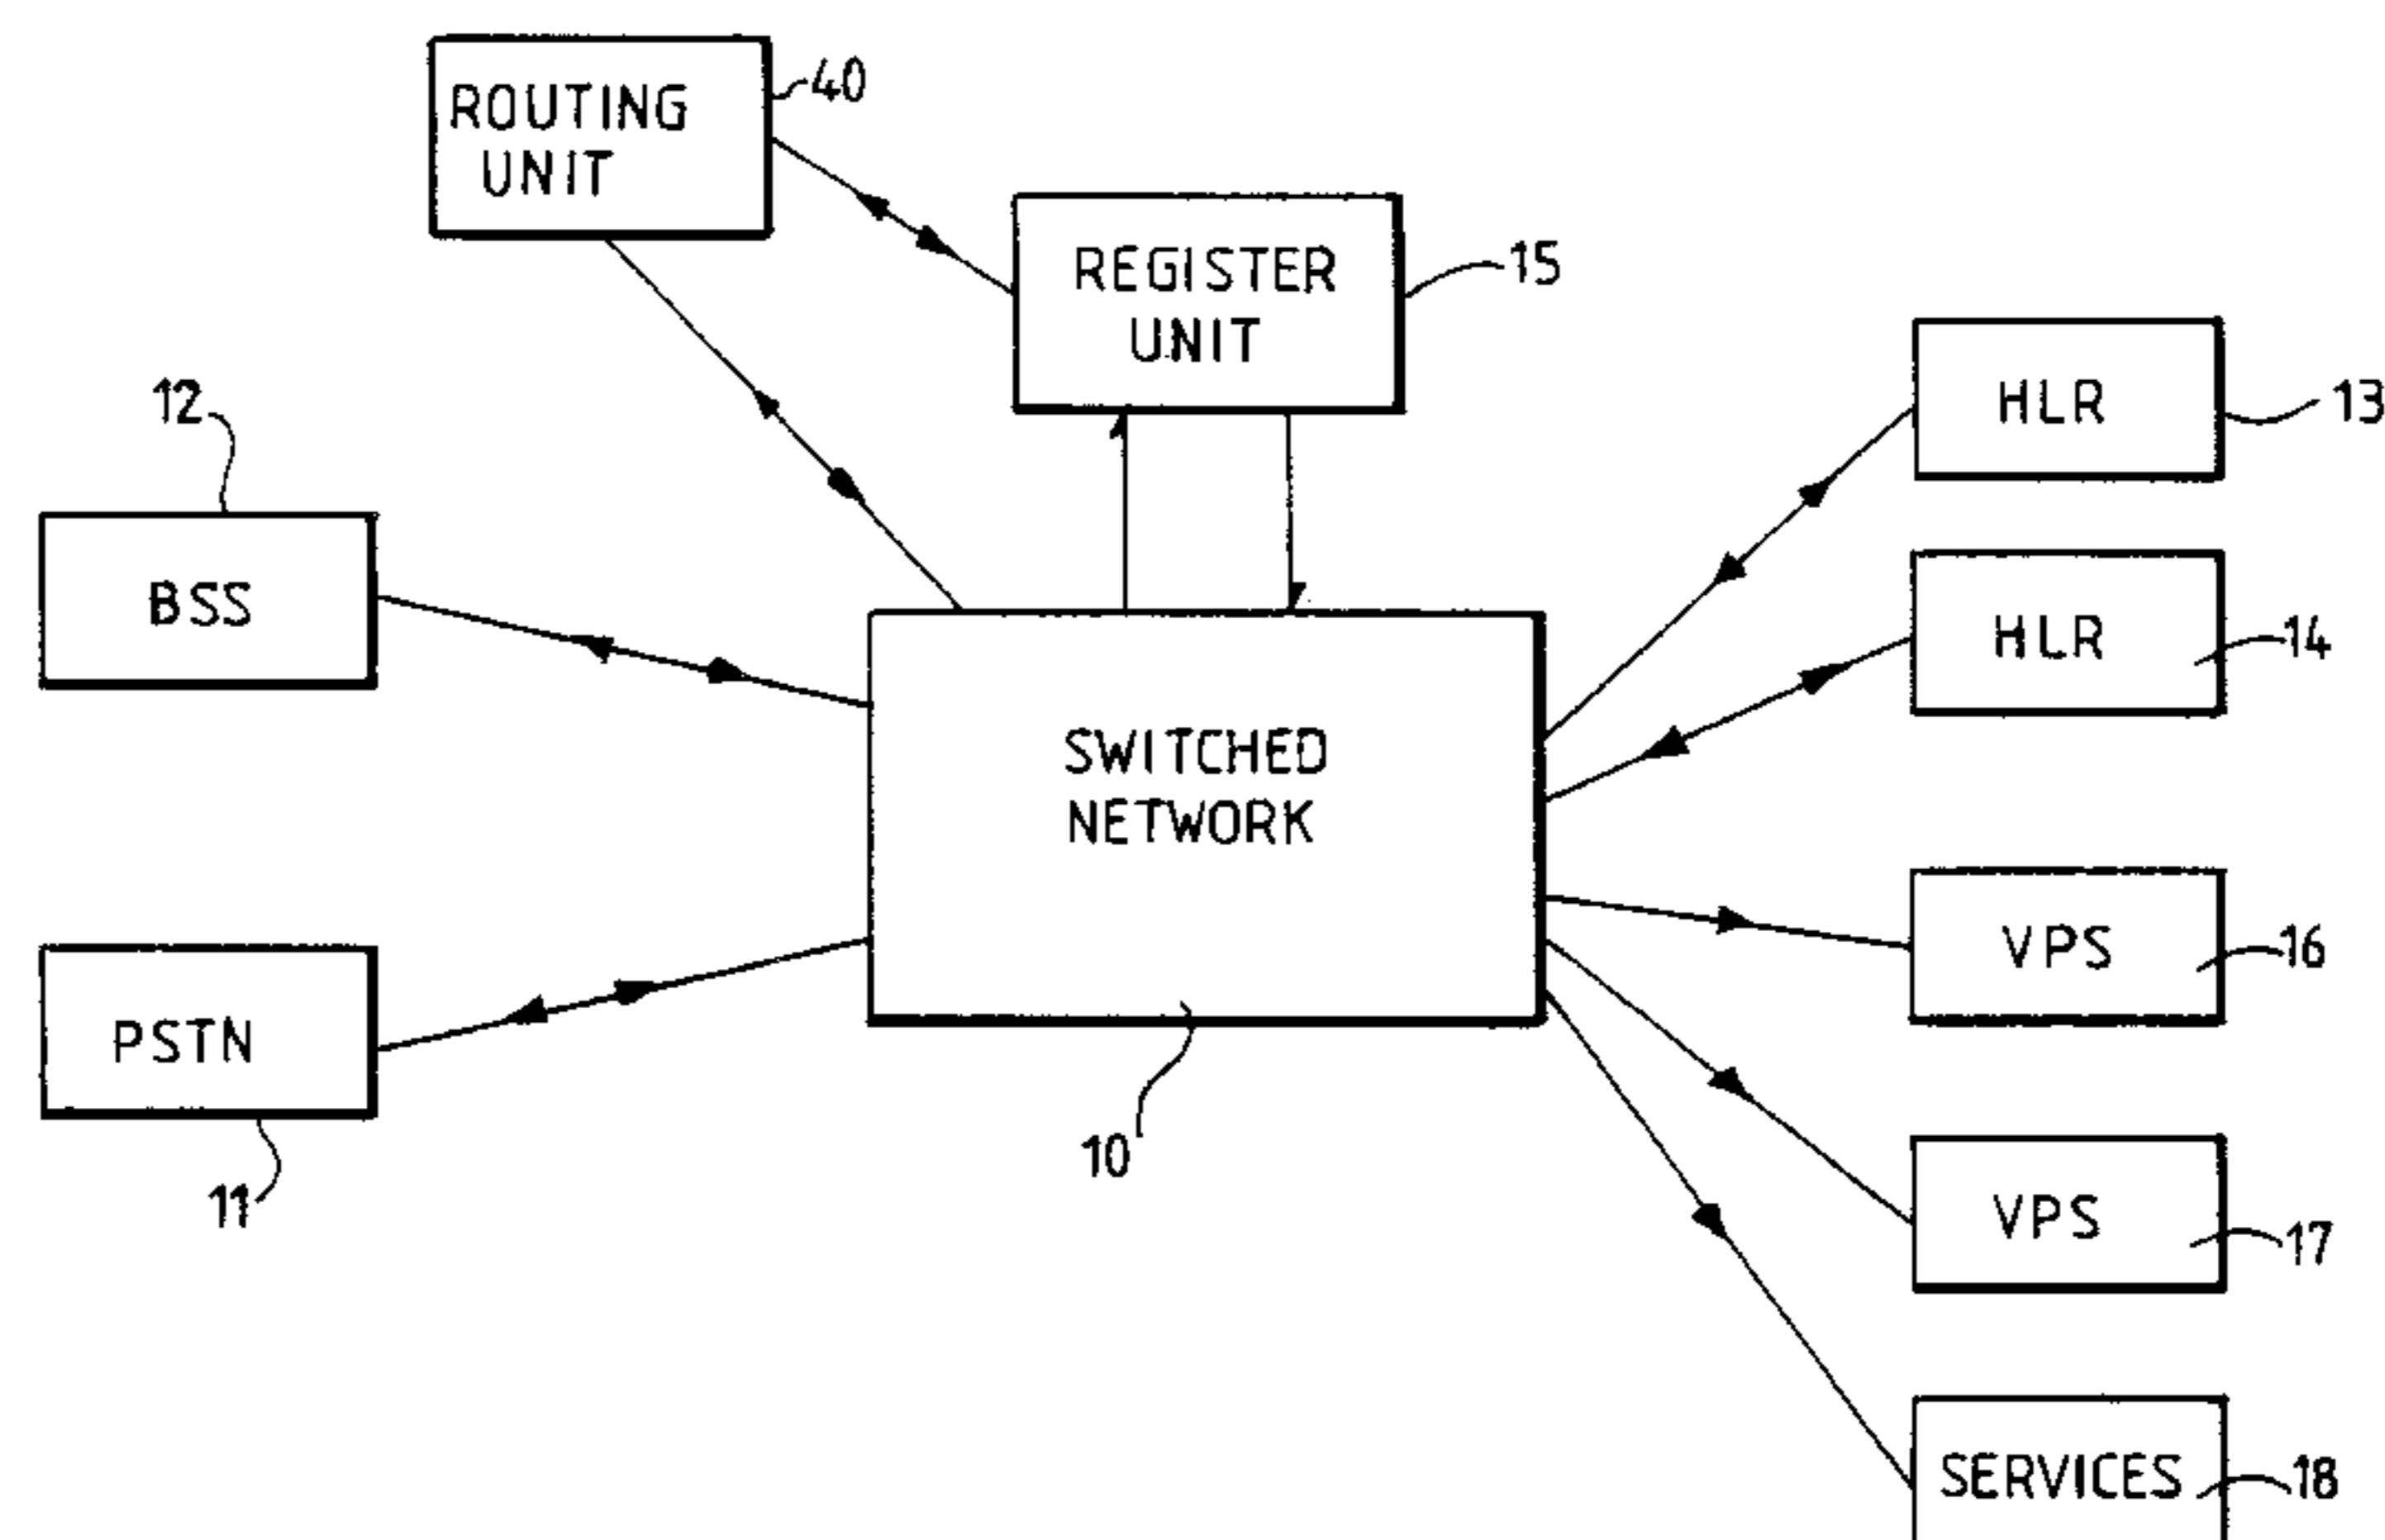 ROUTING
UNIT
40
REGISTER
UNIT
15
HLR
13
12
BSS
HLR
14
SWITCHED
NETWORK
VPS
16
PSTN
11
10
VPS
17
SERVICES
18